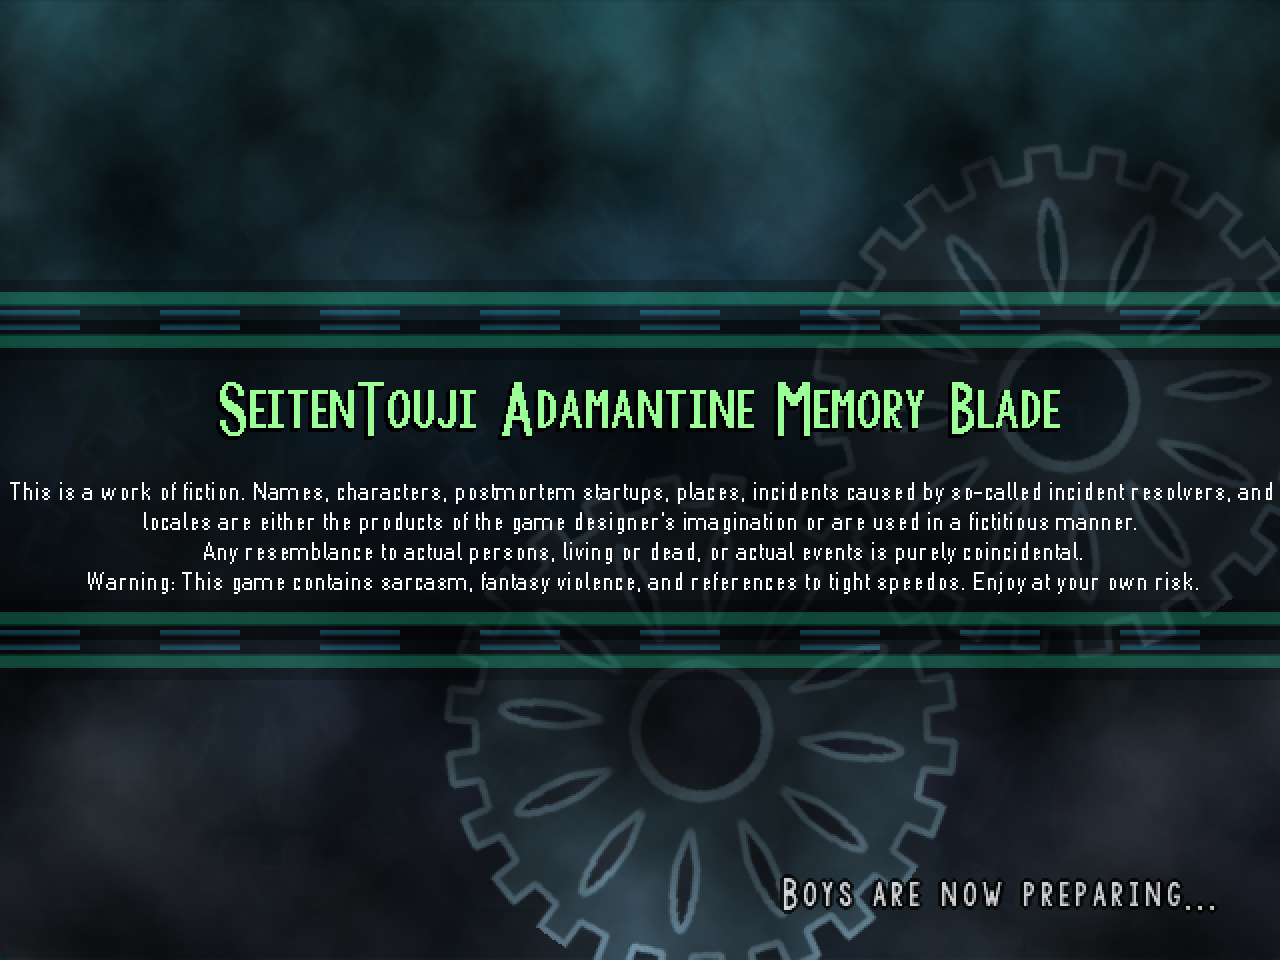 SeitenTouji Adamantine Memory Blade
This is a work of fiction. Names, characters, postmortem startups, places, incidents caused by so-called incident resolvers, and
locales are either the products of the game designer's imagination or are used in a fictitious manner.
Any resemblance to actual persons, living or dead, or actual events is purely coincidental.
Warning: This game contains sarcasm, fantasy violence, and references to tight speedos. Enjoy at your own risk.
Boys are now preparing...